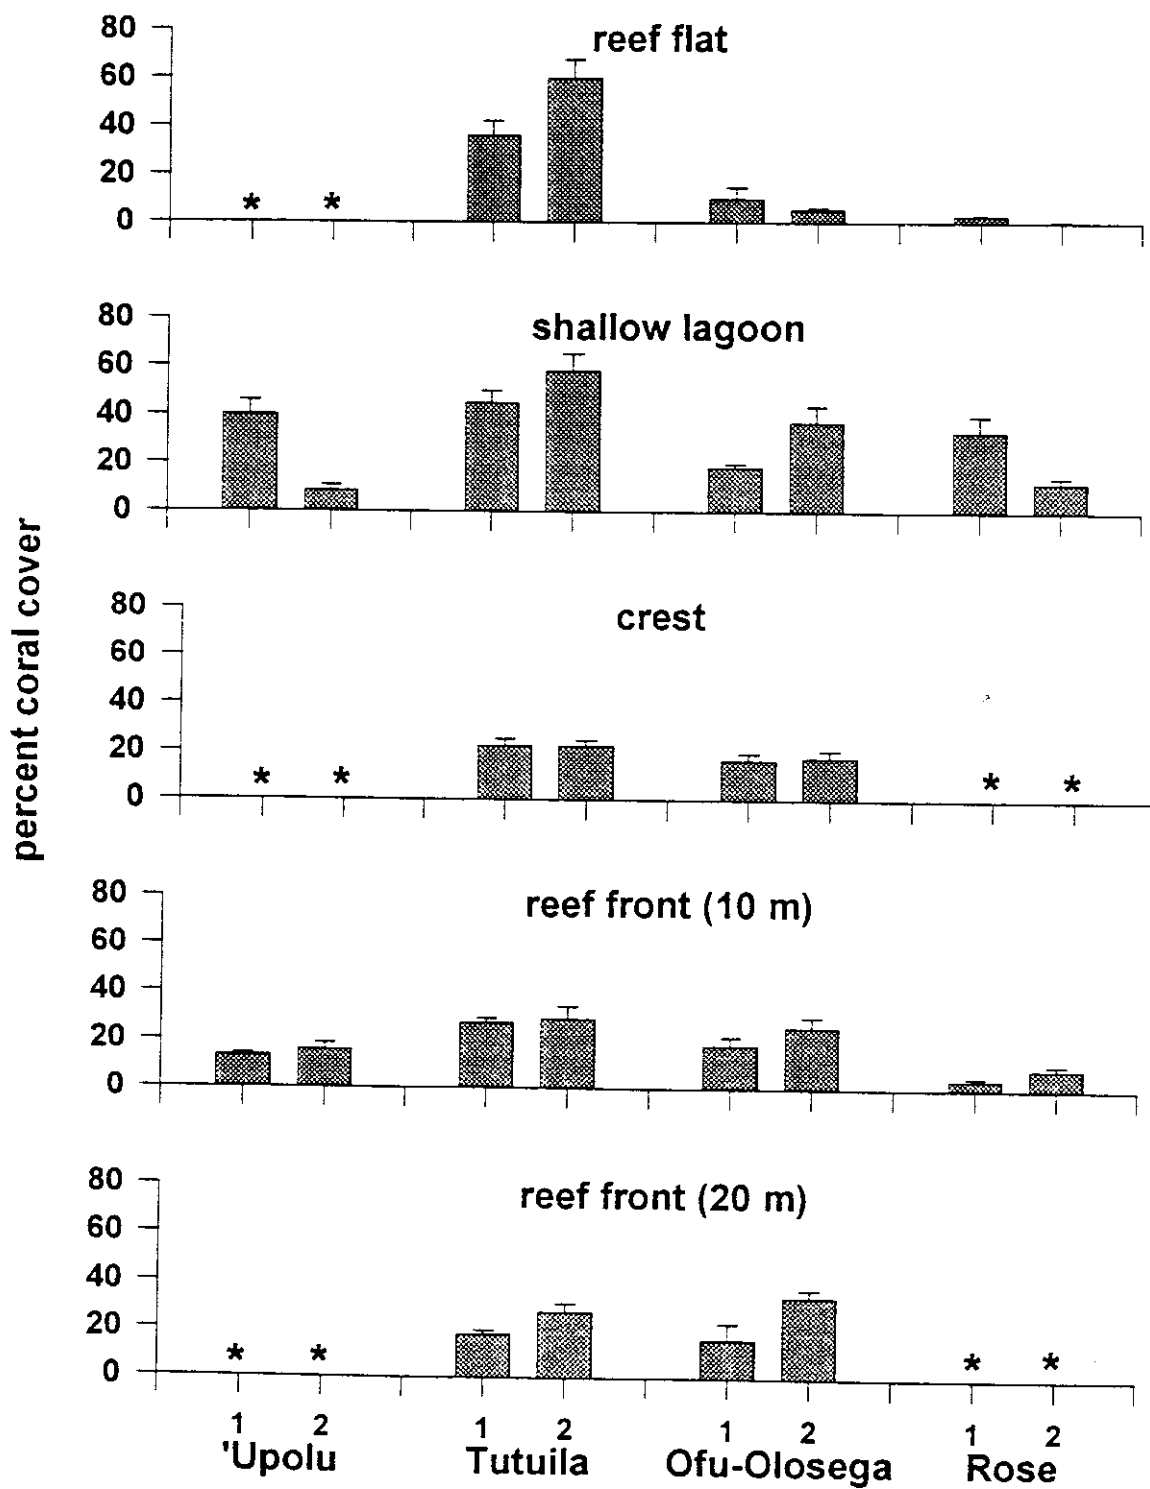 percent coral cover
reef flat
80
60
40
20
0
* *
shallow lagoon
80
60
40
20
0
crest
80
60
40
20
0
* * * *
reef front (10 m)
80
60
40
20
0
reef front (20 m)
80
60
40
20
0
* * * *
1 2 1 2 1 2 1 2
'Upolu Tutuila Ofu-Olosega Rose